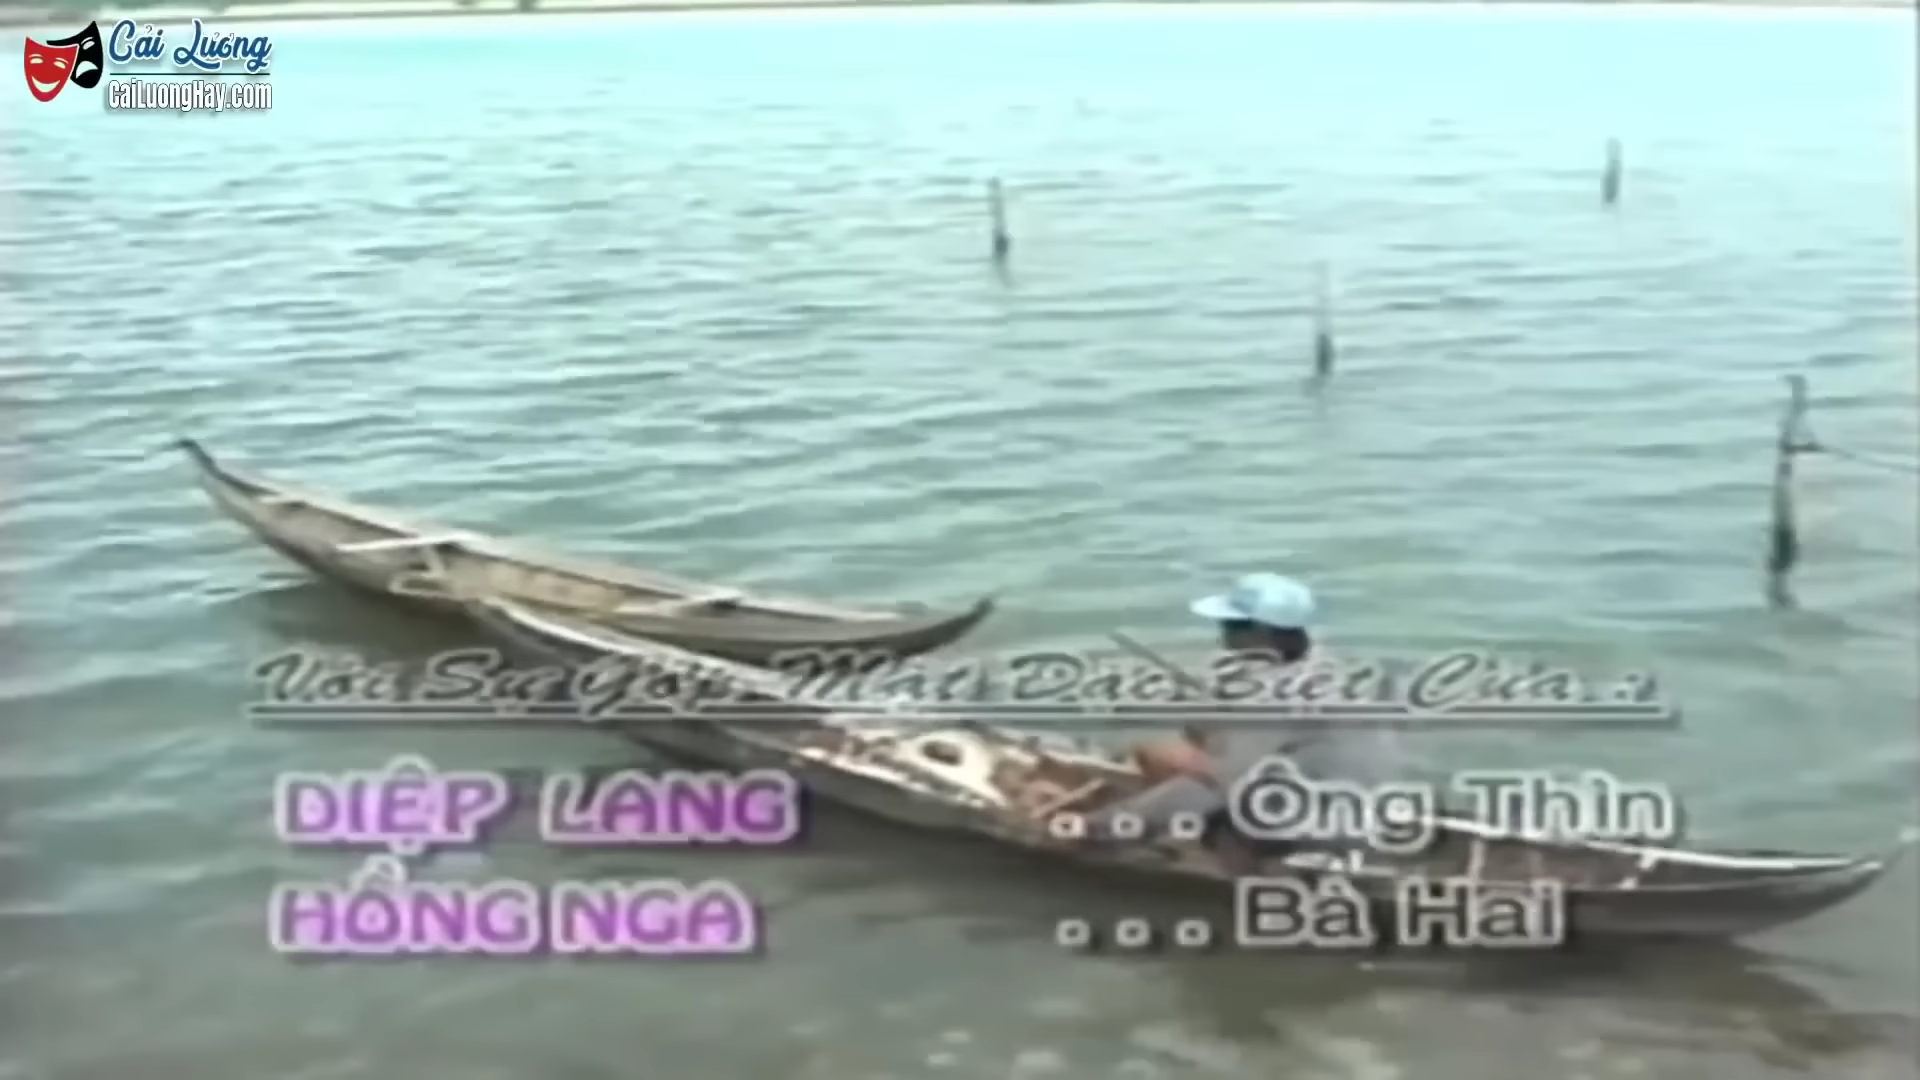 Cải Lương
CaiLuongHay.com
Với Sự Góp Mặt Đặc Biệt Của :
DIỆP LANG ... Ông Thìn
HỒNG NGA ... Bà Hai